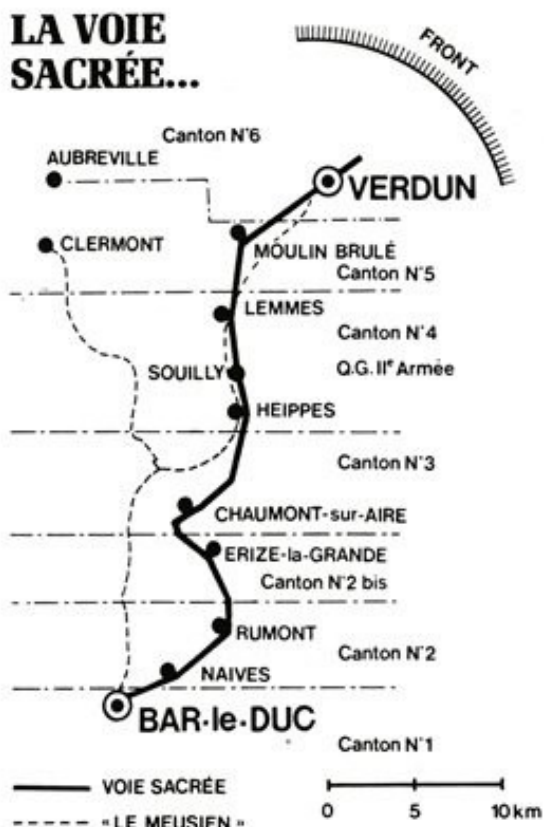 LA VOIE
SACRÉE...
FRONT
Canton N°6
AUBREVILLE
VERDUN
CLERMONT
MOULIN BRULÉ
Canton N°5
LEMMES
Canton N°4
SOUILLY
Q.G. IIe Armée
HEIPPES
Canton N°3
CHAUMONT-sur-AIRE
ERIZE-la-GRANDE
Canton N°2 bis
RUMONT
Canton N°2
NAIVES
BAR-le-DUC
Canton N°1
VOIE SACRÉE
0 5 10 km
« LE MEUSIEN »